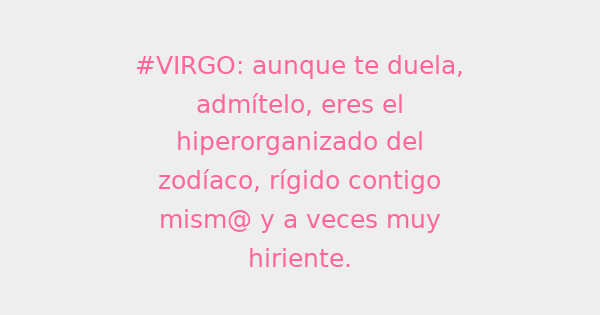 #VIRGO: aunque te duela,
admítelo, eres el
hiperorganizado del
zodíaco, rígido contigo
mism@ y a veces muy
hiriente.